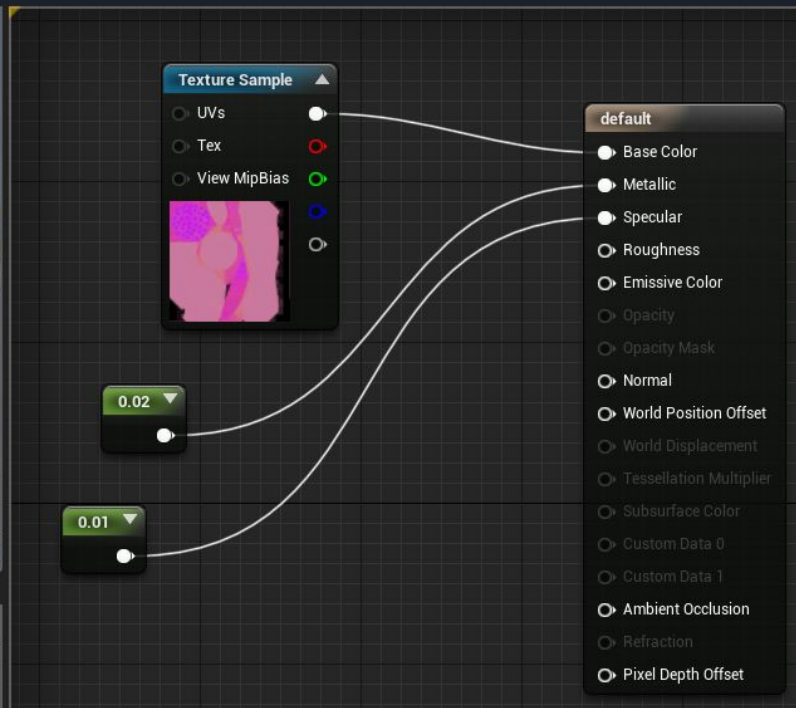 Texture Sample
UVs
Tex
View MipBias
0.02
0.01
default
Base Color
Metallic
Specular
Roughness
Emissive Color
Opacity
Opacity Mask
Normal
World Position Offset
World Displacement
Tessellation Multiplier
Subsurface Color
Custom Data 0
Custom Data 1
Ambient Occlusion
Refraction
Pixel Depth Offset